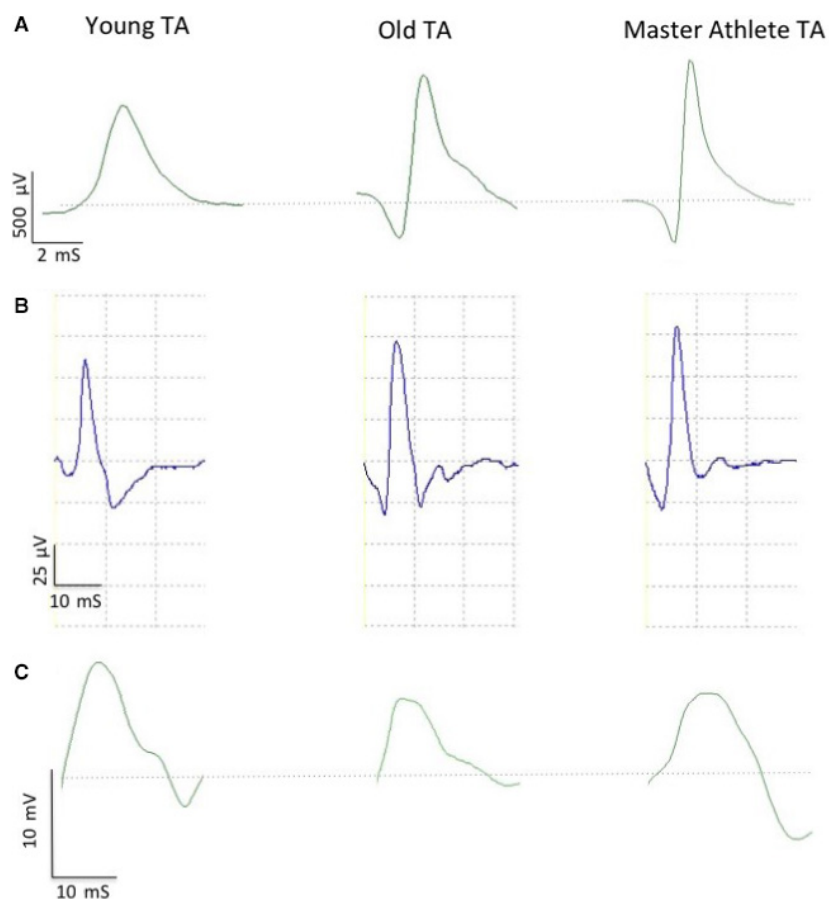 A
Young TA
Old TA
Master Athlete TA
500 µV
2 mS
B
25 µV
10 mS
C
10 mV
10 mS